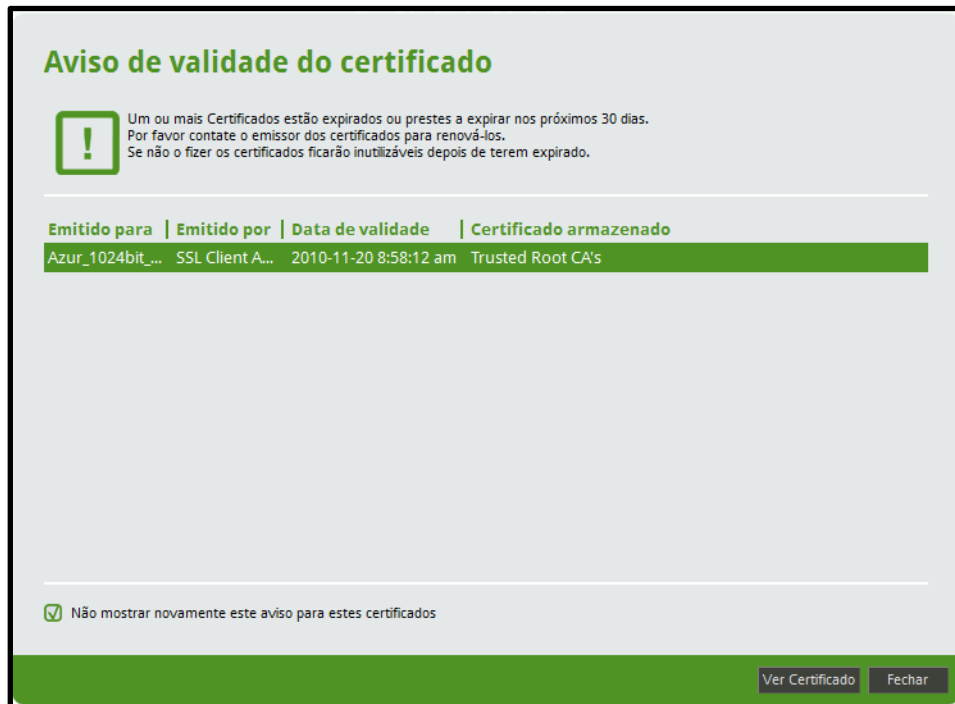 Aviso de validade do certificado
!
Um ou mais Certificados estão expirados ou prestes a expirar nos próximos 30 dias.
Por favor contate o emissor dos certificados para renová-los.
Se não o fizer os certificados ficarão inutilizáveis depois de terem expirado.
Emitido para | Emitido por | Data de validade | Certificado armazenado
Azur_1024bit_... SSL Client A... 2010-11-20 8:58:12 am Trusted Root CA's
Não mostrar novamente este aviso para estes certificados
Ver Certificado Fechar